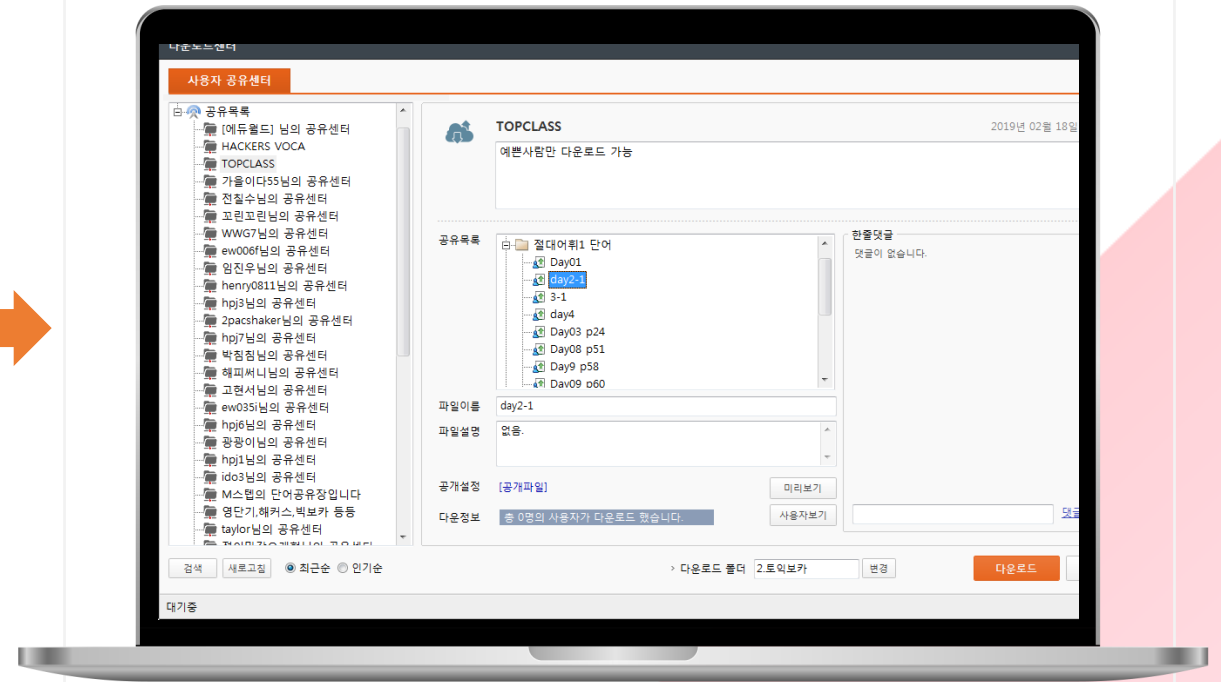 다운로드센터
사용자 공유센터
공유목록
[에듀월드] 님의 공유센터
HACKERS VOCA
TOPCLASS
가을이다55님의 공유센터
전칠수님의 공유센터
꼬린꼬린님의 공유센터
WWG7님의 공유센터
ew006f님의 공유센터
임진우님의 공유센터
henry0811님의 공유센터
hpj3님의 공유센터
2pacshaker님의 공유센터
hpj7님의 공유센터
박침침님의 공유센터
해피써니님의 공유센터
고현서님의 공유센터
ew035i님의 공유센터
hpj6님의 공유센터
광광이님의 공유센터
hpj1님의 공유센터
ido3님의 공유센터
M스텝의 단어공유장입니다
영단기,해커스,빅보카 등등
taylor님의 공유센터
TOPCLASS
2019년 02월 18일
예쁜사람만 다운로드 가능
공유목록
절대어휘1 단어
Day01
day2-1
3-1
day4
Day03 p24
Day08 p51
Day9 p58
Day09 p60
한줄댓글
댓글이 없습니다.
파일이름
day2-1
파일설명
없음.
공개설정
[공개파일]
미리보기
다운정보
총 0명의 사용자가 다운로드 했습니다.
사용자보기
검색
새로고침
최근순
인기순
> 다운로드 폴더
2.토익보카
변경
다운로드
대기중